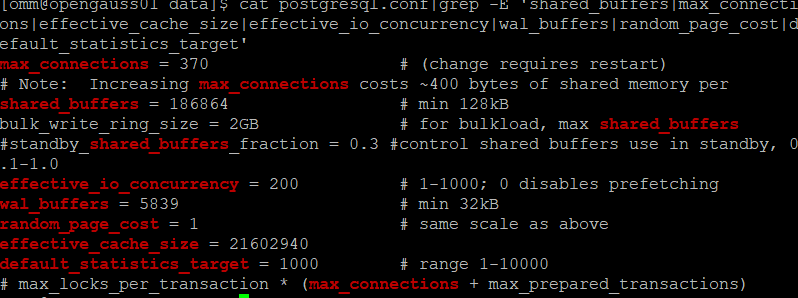 [omm@opengauss01 data]$ cat postgresql.conf|grep -E 'shared_buffers|max_connecti
ons|effective_cache_size|effective_io_concurrency|wal_buffers|random_page_cost|d
efault_statistics_target'
max_connections = 370                   # (change requires restart)
# Note:  Increasing max_connections costs ~400 bytes of shared memory per
shared_buffers = 186864                 # min 128kB
bulk_write_ring_size = 2GB              # for bulkload, max shared_buffers
#standby_shared_buffers_fraction = 0.3 #control shared buffers use in standby, 0
.1-1.0
effective_io_concurrency = 200          # 1-1000; 0 disables prefetching
wal_buffers = 5839                      # min 32kB
random_page_cost = 1                    # same scale as above
effective_cache_size = 21602940
default_statistics_target = 1000        # range 1-10000
# max_locks_per_transaction * (max_connections + max_prepared_transactions)